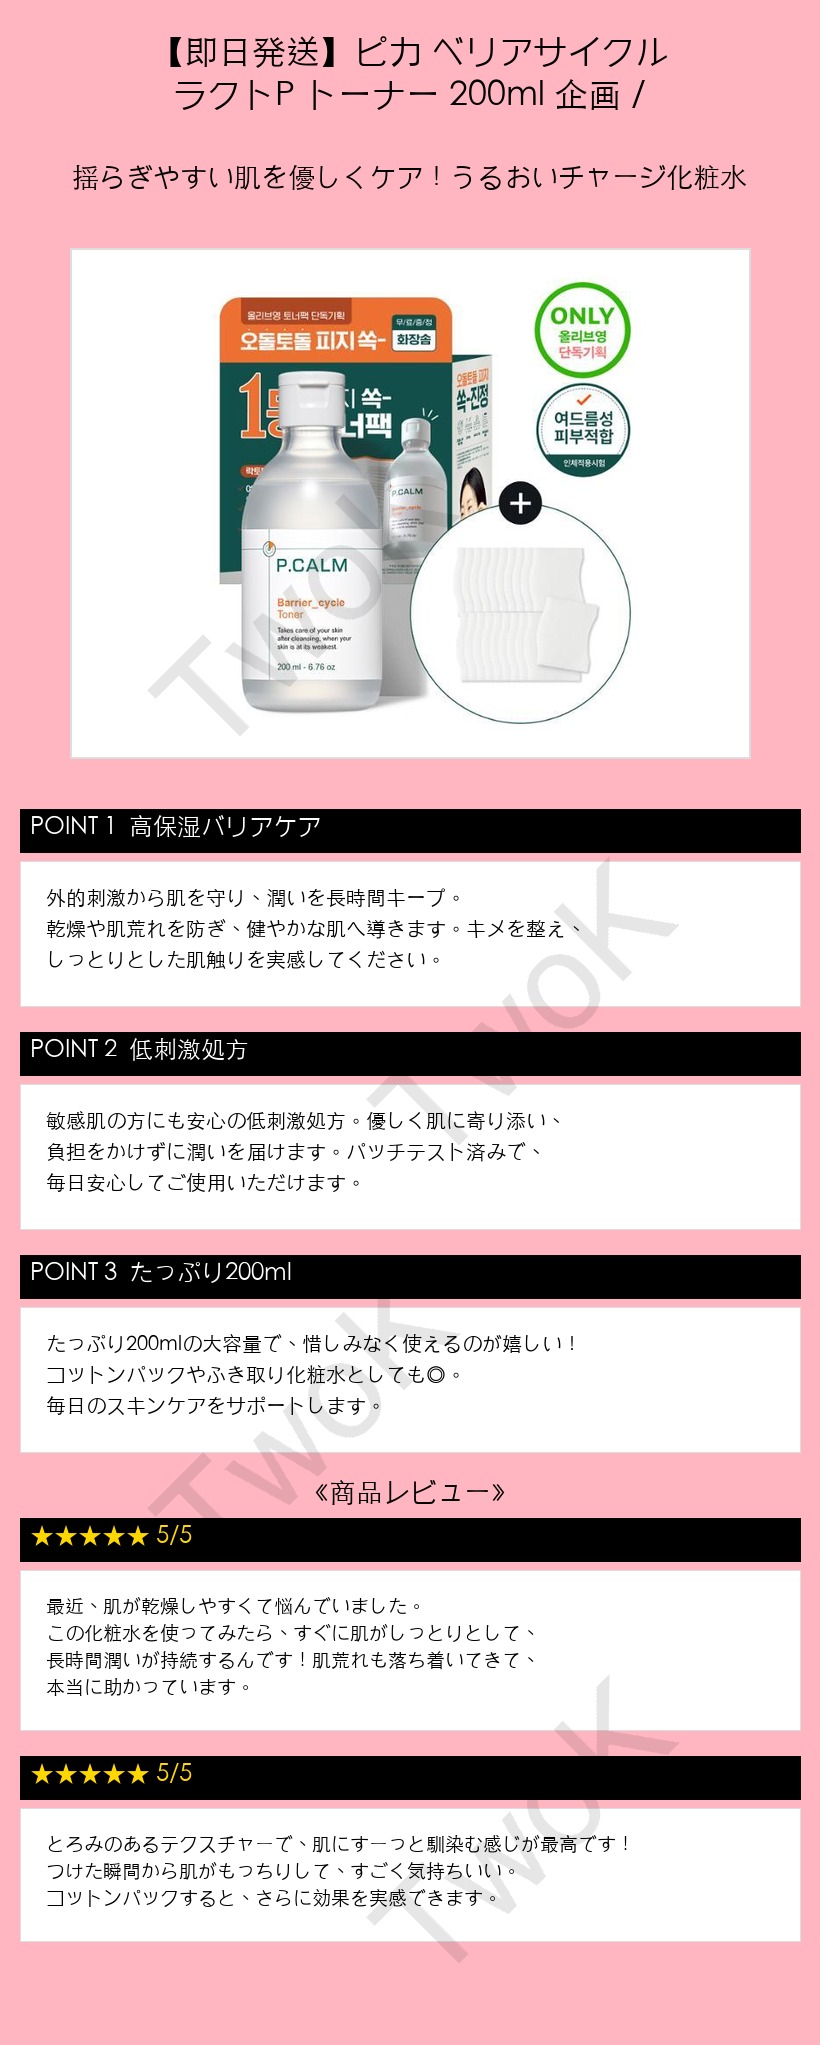 【即日発送】ピカ ベリアサイクル
ラクトP トーナー 200ml 企画 /
揺らぎやすい肌を優しくケア！うるおいチャージ化粧水
올리브영 토너팩 단독기획
오돌토돌 피지 쏙-
무/료/증/정
화장솜
1등
지 쏙-
너팩
오돌토돌 피지
쏙-진정
ONLY
올리브영
단독기획
여드름성
피부적합
인체적용시험
+
P.CALM
Barrier_cycle
P.CALM
Barrier_cycle
Toner
Takes care of your skin
after cleansing, when your
skin is at its weakest.
200 ml - 6.76 oz
TwoK
POINT 1 高保湿バリアケア
外的刺激から肌を守り、潤いを長時間キープ。
乾燥や肌荒れを防ぎ、健やかな肌へ導きます。キメを整え、
しっとりとした肌触りを実感してください。
TwoK
POINT 2 低刺激処方
敏感肌の方にも安心の低刺激処方。優しく肌に寄り添い、
負担をかけずに潤いを届けます。パッチテスト済みで、
毎日安心してご使用いただけます。
POINT 3 たっぷり200ml
たっぷり200mlの大容量で、惜しみなく使えるのが嬉しい！
コットンパックやふき取り化粧水としても◎。
毎日のスキンケアをサポートします。
TwoK
《商品レビュー》
★★★★★ 5/5
最近、肌が乾燥しやすくて悩んでいました。
この化粧水を使ってみたら、すぐに肌がしっとりとして、
長時間潤いが持続するんです！肌荒れも落ち着いてきて、
本当に助かっています。
★★★★★ 5/5
とろみのあるテクスチャーで、肌にすーっと馴染む感じが最高です！
つけた瞬間から肌がもっちりして、すごく気持ちいい。
コットンパックすると、さらに効果を実感できます。
TwoK